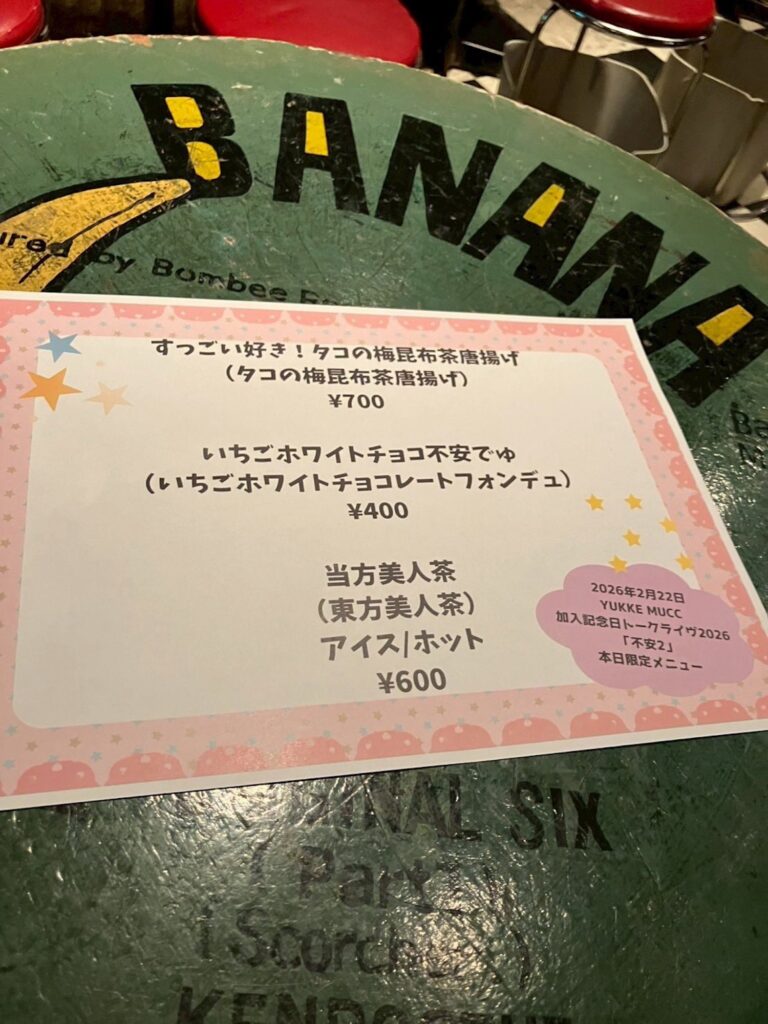 BANANA
by Bombee
すっごい好き！タコの梅昆布茶唐揚げ
（タコの梅昆布茶唐揚げ）
¥700
いちごホワイトチョコ不安でゅ
（いちごホワイトチョコレートフォンデュ）
¥400
当方美人茶
（東方美人茶）
アイス/ホット
¥600
2026年2月22日
YUKKE MUCC
加入記念日トークライヴ2026
「不安2」
本日限定メニュー
SIX